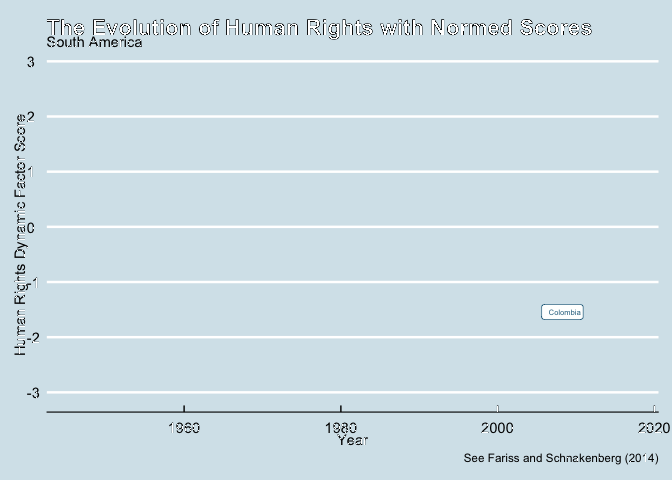 The Evolution of Human Rights with Normed Scores
South America
Human Rights Dynamic Factor Score
3
2
1
0
-1
-2
-3
Colombia
1960
1980
2000
2020
Year
See Fariss and Schnakenberg (2014)